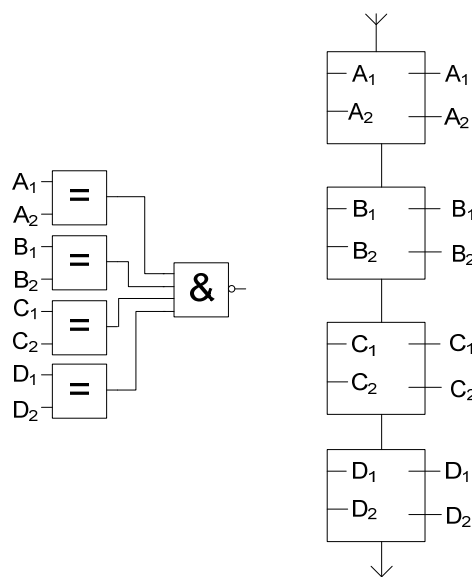 A₁
=
A₂
B₁
=
B₂
C₁
=
C₂
D₁
=
D₂
&
A₁ A₁
A₂ A₂
B₁ B₁
B₂ B₂
C₁ C₁
C₂ C₂
D₁ D₁
D₂ D₂